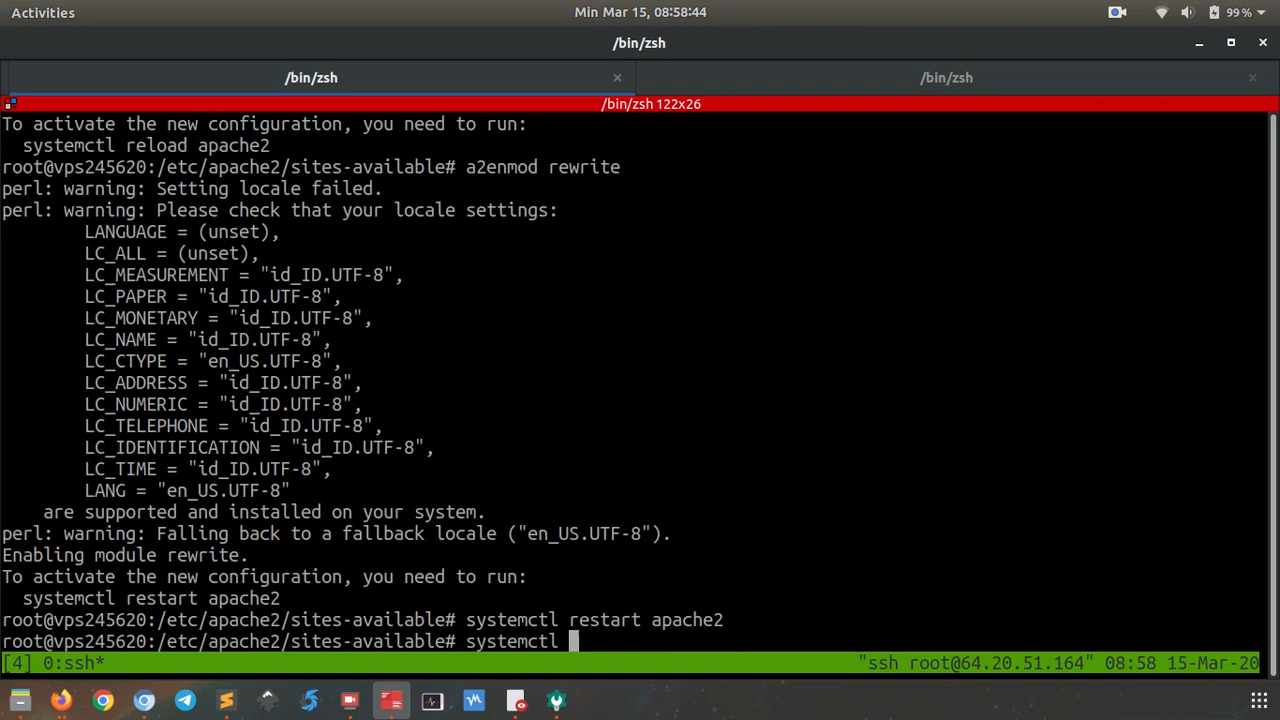 Activities
Min Mar 15, 08:58:44
99 %
/bin/zsh
/bin/zsh
/bin/zsh
/bin/zsh 122x26
To activate the new configuration, you need to run:
  systemctl reload apache2
root@vps245620:/etc/apache2/sites-available# a2enmod rewrite
perl: warning: Setting locale failed.
perl: warning: Please check that your locale settings:
        LANGUAGE = (unset),
        LC_ALL = (unset),
        LC_MEASUREMENT = "id_ID.UTF-8",
        LC_PAPER = "id_ID.UTF-8",
        LC_MONETARY = "id_ID.UTF-8",
        LC_NAME = "id_ID.UTF-8",
        LC_CTYPE = "en_US.UTF-8",
        LC_ADDRESS = "id_ID.UTF-8",
        LC_NUMERIC = "id_ID.UTF-8",
        LC_TELEPHONE = "id_ID.UTF-8",
        LC_IDENTIFICATION = "id_ID.UTF-8",
        LC_TIME = "id_ID.UTF-8",
        LANG = "en_US.UTF-8"
    are supported and installed on your system.
perl: warning: Falling back to a fallback locale ("en_US.UTF-8").
Enabling module rewrite.
To activate the new configuration, you need to run:
  systemctl restart apache2
root@vps245620:/etc/apache2/sites-available# systemctl restart apache2
root@vps245620:/etc/apache2/sites-available# systemctl
[4] 0:ssh*
"ssh root@64.20.51.164" 08:58 15-Mar-20